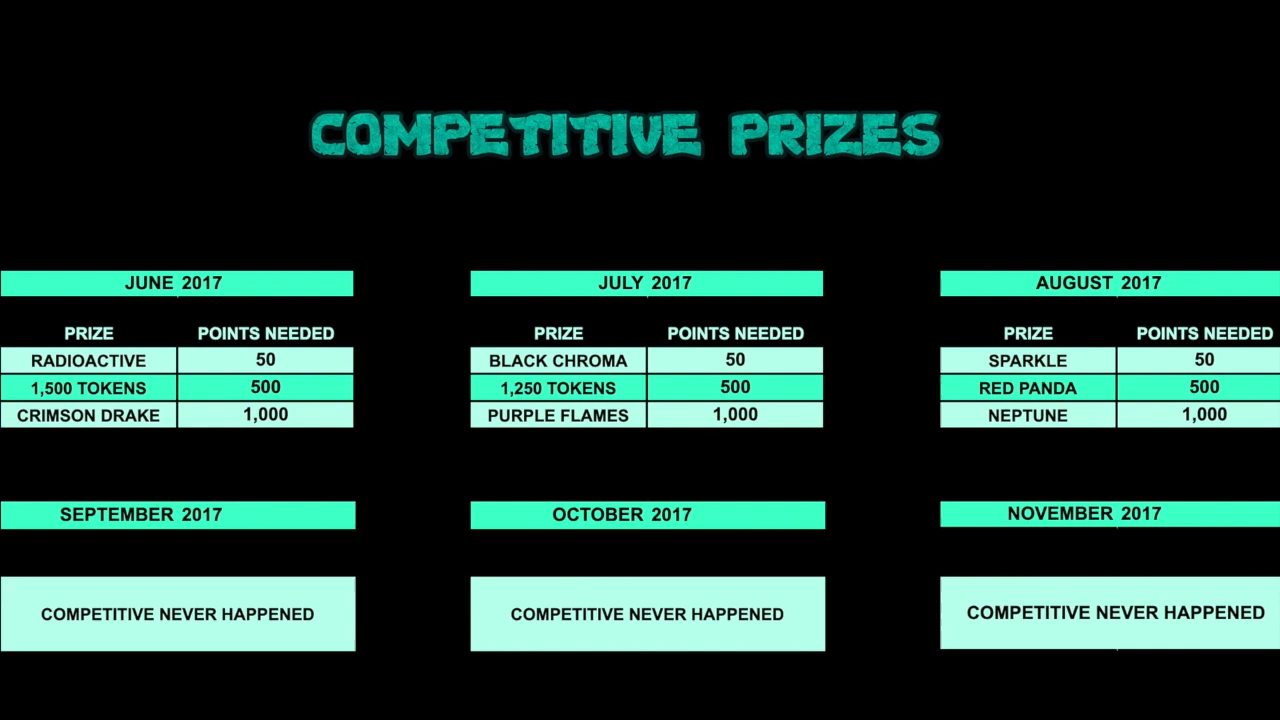 COMPETITIVE PRIZES
JUNE 2017
PRIZE POINTS NEEDED
RADIOACTIVE 50
1,500 TOKENS 500
CRIMSON DRAKE 1,000
JULY 2017
PRIZE POINTS NEEDED
BLACK CHROMA 50
1,250 TOKENS 500
PURPLE FLAMES 1,000
AUGUST 2017
PRIZE POINTS NEEDED
SPARKLE 50
RED PANDA 500
NEPTUNE 1,000
SEPTEMBER 2017
COMPETITIVE NEVER HAPPENED
OCTOBER 2017
COMPETITIVE NEVER HAPPENED
NOVEMBER 2017
COMPETITIVE NEVER HAPPENED